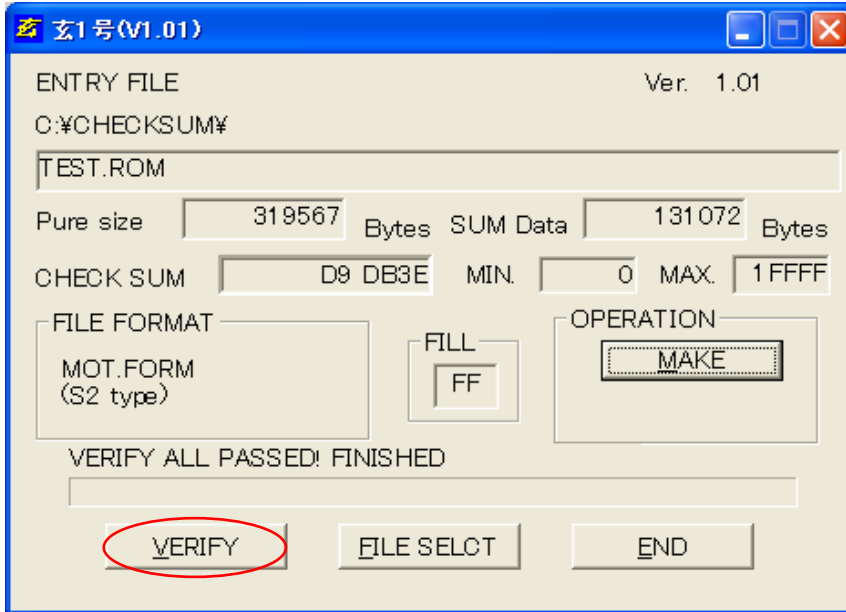 玄 玄1号(V1.01)
ENTRY FILE Ver. 1.01
C:¥CHECKSUM¥
TEST.ROM
Pure size 319567 Bytes SUM Data 131072 Bytes
CHECK SUM D9 DB3E MIN. 0 MAX. 1FFFF
FILE FORMAT FILL OPERATION
MOT.FORM FF MAKE
(S2 type)
VERIFY ALL PASSED! FINISHED
VERIFY FILE SELCT END